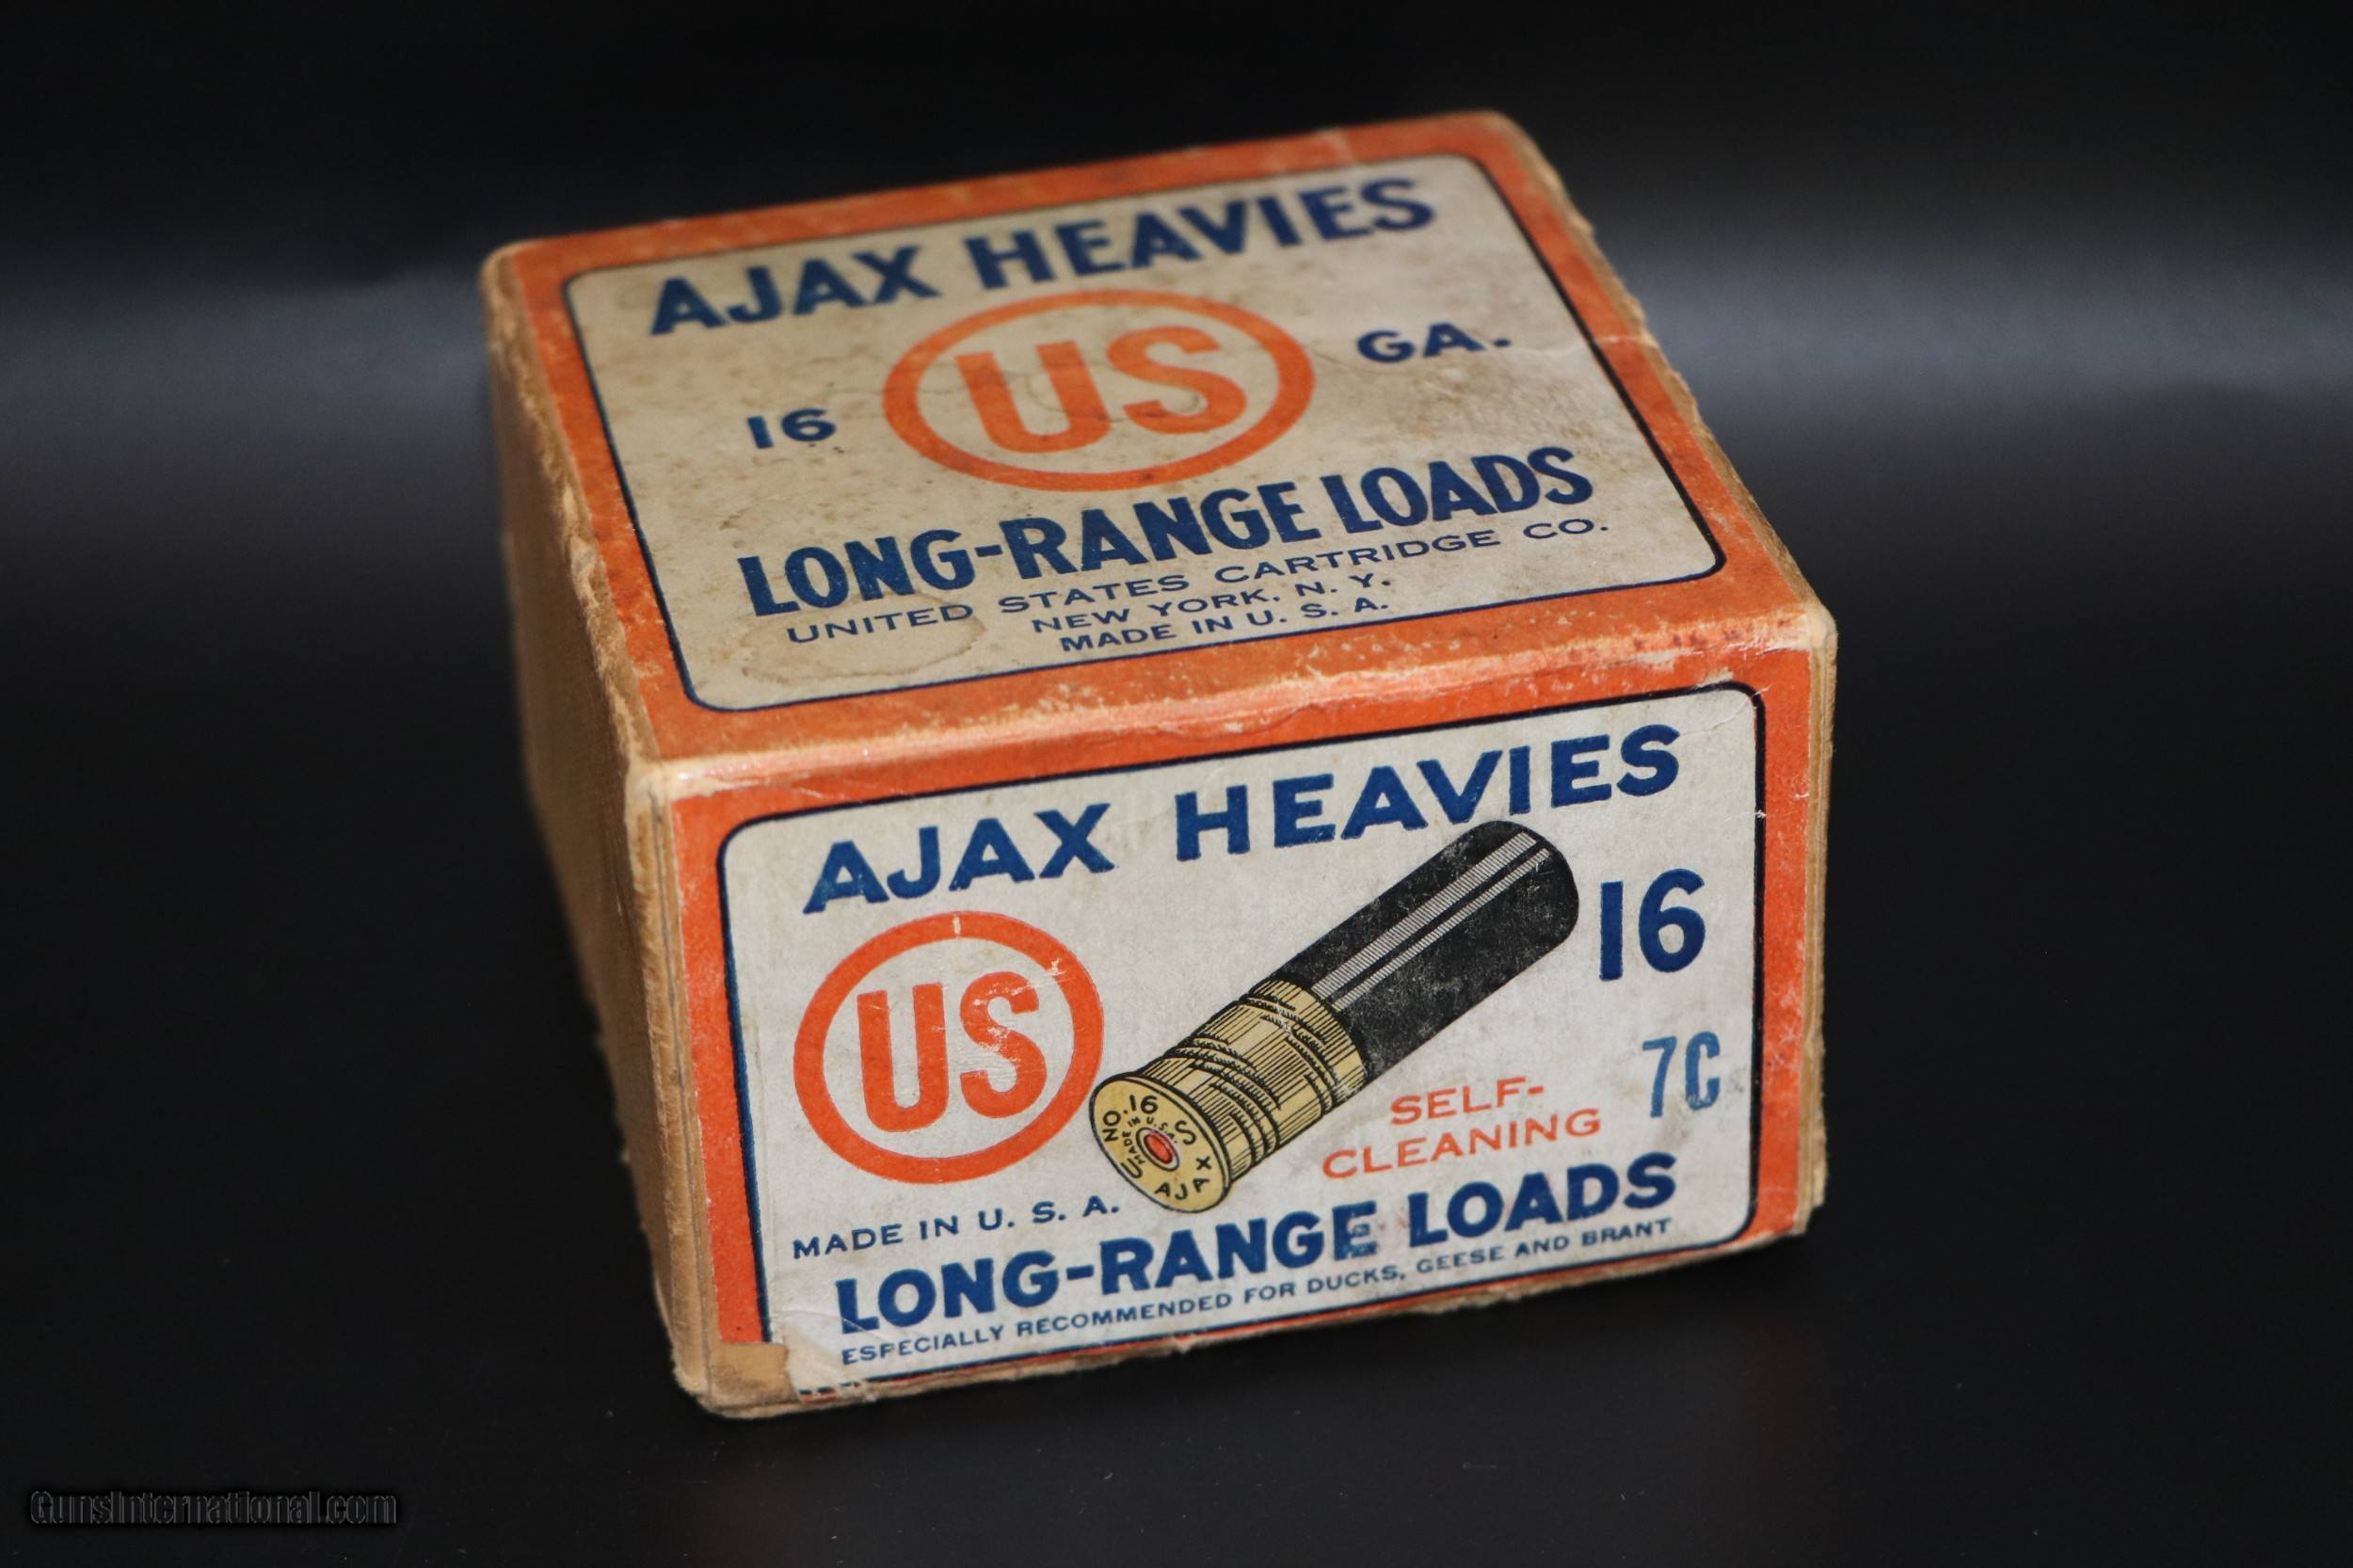 AJAX HEAVIES
16 US GA.
LONG-RANGE LOADS
UNITED STATES CARTRIDGE CO.
NEW YORK, N. Y.
MADE IN U. S. A.
AJAX HEAVIES
US
16
NO. 16
US
MADE IN U.S.A.
AJAX
7C
SELF-
CLEANING
MADE IN U. S. A.
LONG-RANGE LOADS
ESPECIALLY RECOMMENDED FOR DUCKS, GEESE AND BRANT
GunsInternational.com